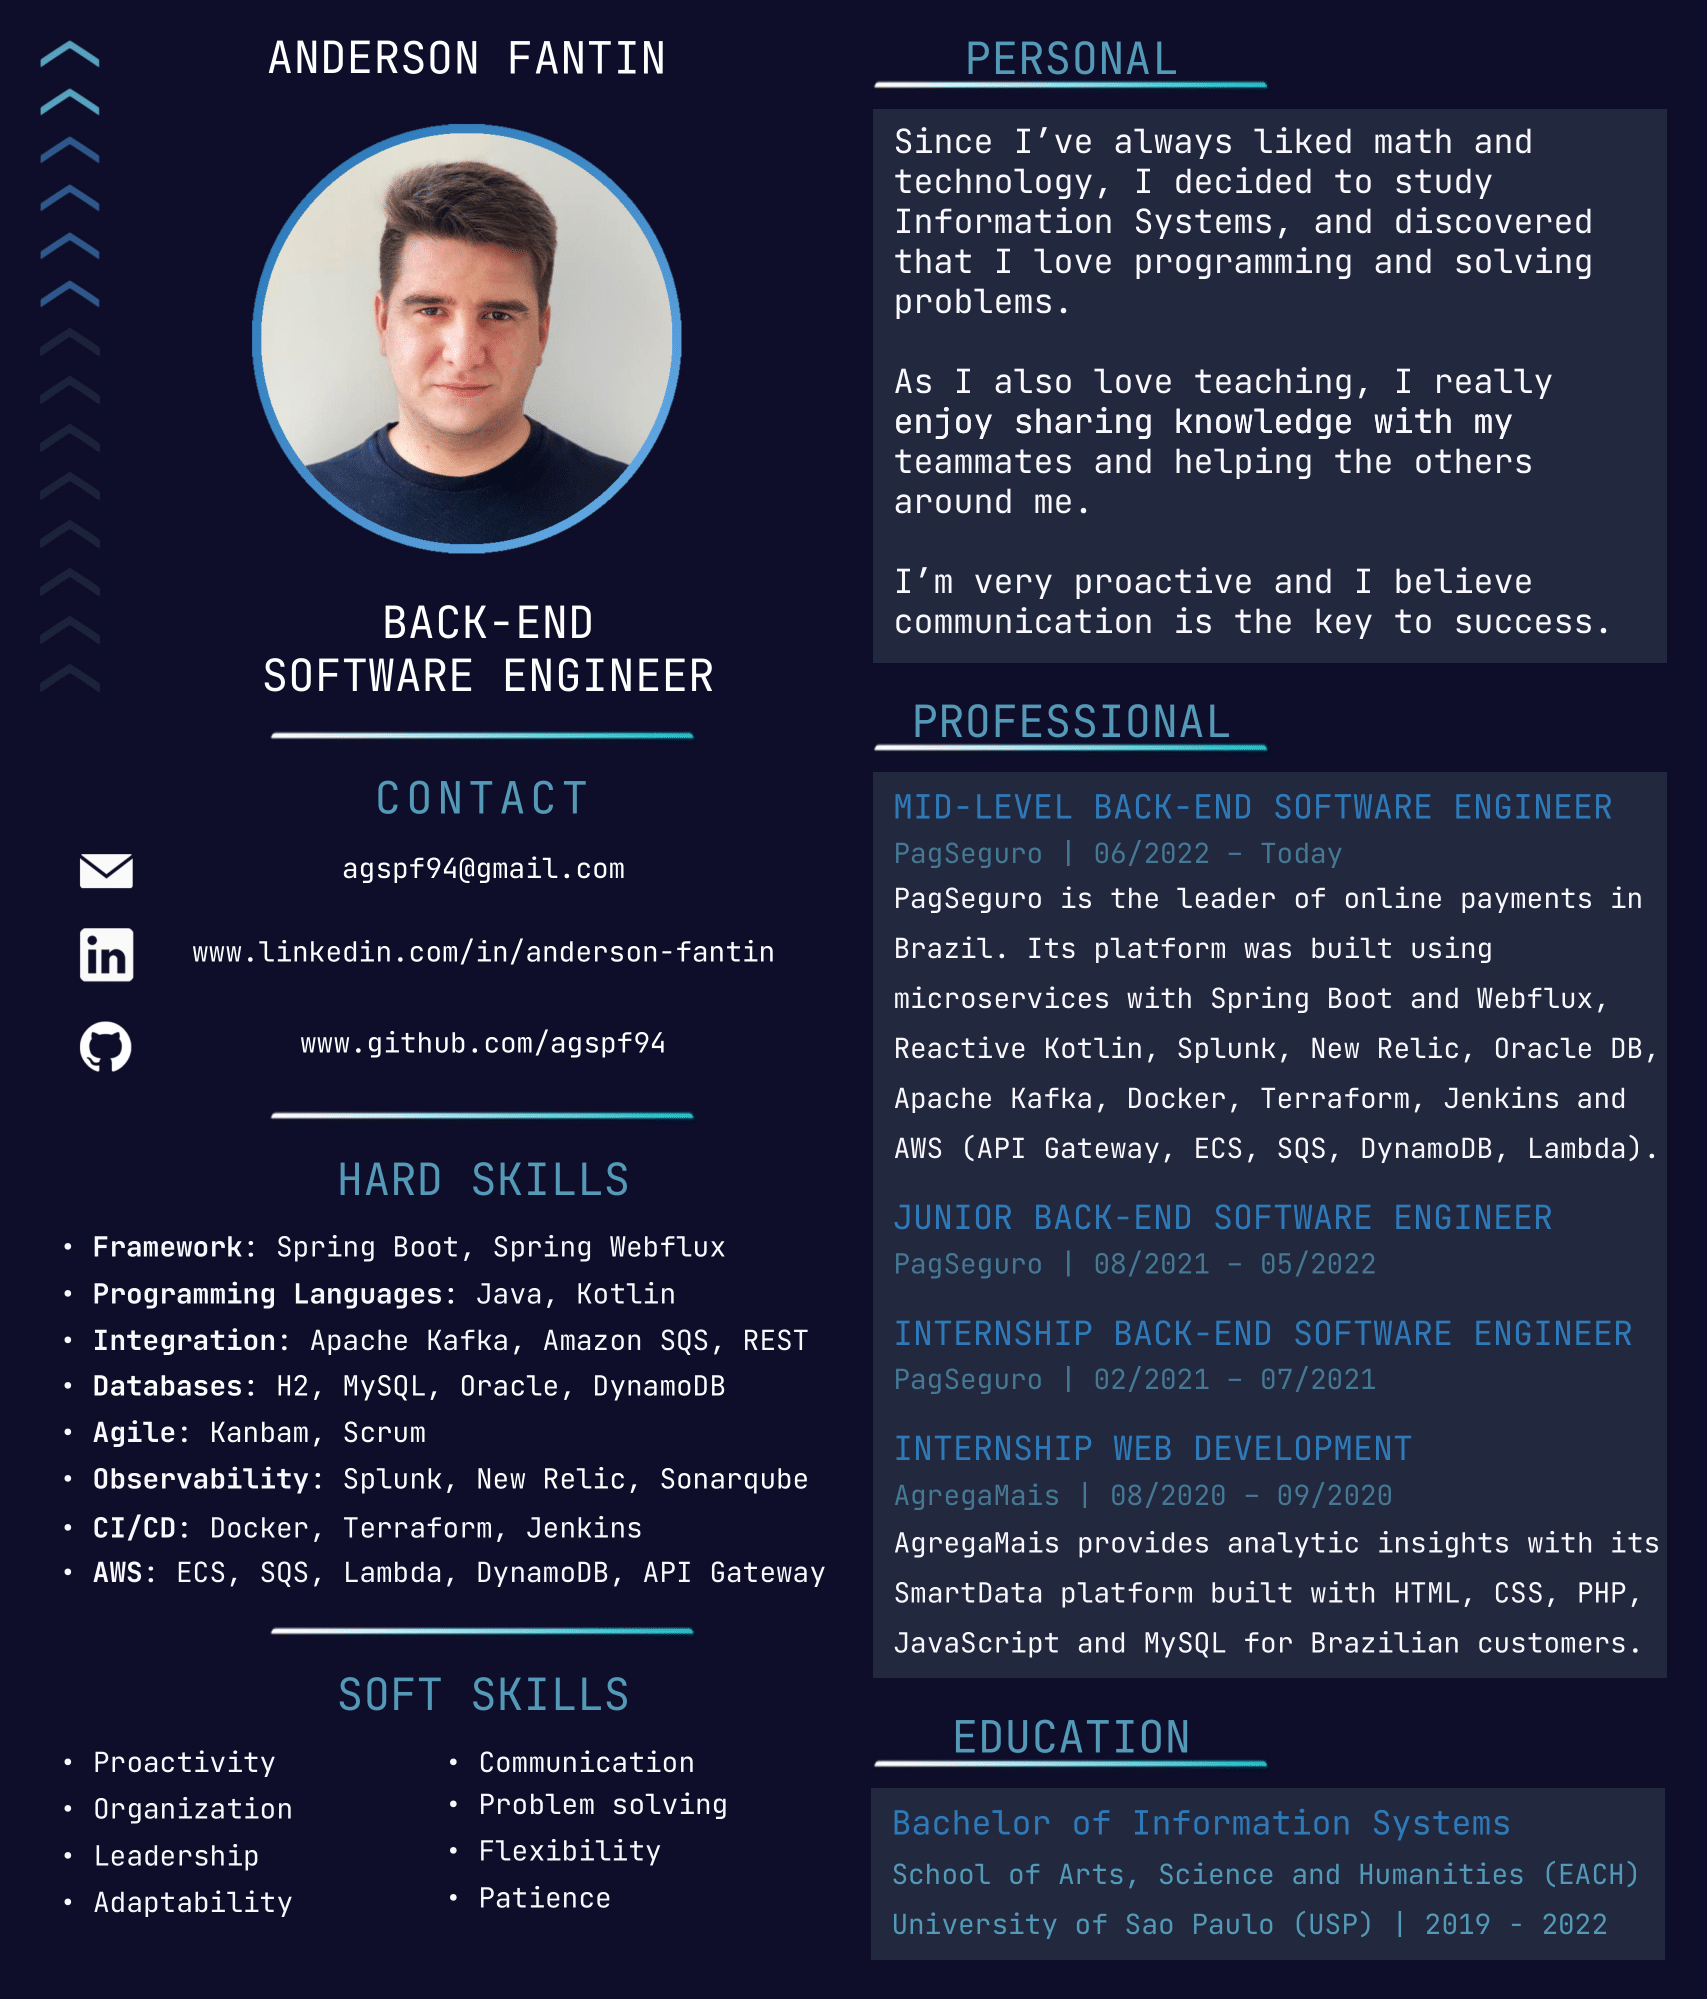 ANDERSON FANTIN
BACK-END
SOFTWARE ENGINEER
CONTACT
agspf94@gmail.com
in
www.linkedin.com/in/anderson-fantin
www.github.com/agspf94
HARD SKILLS
• Framework: Spring Boot, Spring Webflux
• Programming Languages: Java, Kotlin
• Integration: Apache Kafka, Amazon SQS, REST
• Databases: H2, MySQL, Oracle, DynamoDB
• Agile: Kanbam, Scrum
• Observability: Splunk, New Relic, Sonarqube
• CI/CD: Docker, Terraform, Jenkins
• AWS: ECS, SQS, Lambda, DynamoDB, API Gateway
SOFT SKILLS
• Proactivity
• Organization
• Leadership
• Adaptability
• Communication
• Problem solving
• Flexibility
• Patience
PERSONAL
Since I’ve always liked math and
technology, I decided to study
Information Systems, and discovered
that I love programming and solving
problems.
As I also love teaching, I really
enjoy sharing knowledge with my
teammates and helping the others
around me.
I’m very proactive and I believe
communication is the key to success.
PROFESSIONAL
MID-LEVEL BACK-END SOFTWARE ENGINEER
PagSeguro | 06/2022 – Today
PagSeguro is the leader of online payments in
Brazil. Its platform was built using
microservices with Spring Boot and Webflux,
Reactive Kotlin, Splunk, New Relic, Oracle DB,
Apache Kafka, Docker, Terraform, Jenkins and
AWS (API Gateway, ECS, SQS, DynamoDB, Lambda).
JUNIOR BACK-END SOFTWARE ENGINEER
PagSeguro | 08/2021 – 05/2022
INTERNSHIP BACK-END SOFTWARE ENGINEER
PagSeguro | 02/2021 – 07/2021
INTERNSHIP WEB DEVELOPMENT
AgregaMais | 08/2020 – 09/2020
AgregaMais provides analytic insights with its
SmartData platform built with HTML, CSS, PHP,
JavaScript and MySQL for Brazilian customers.
EDUCATION
Bachelor of Information Systems
School of Arts, Science and Humanities (EACH)
University of Sao Paulo (USP) | 2019 - 2022